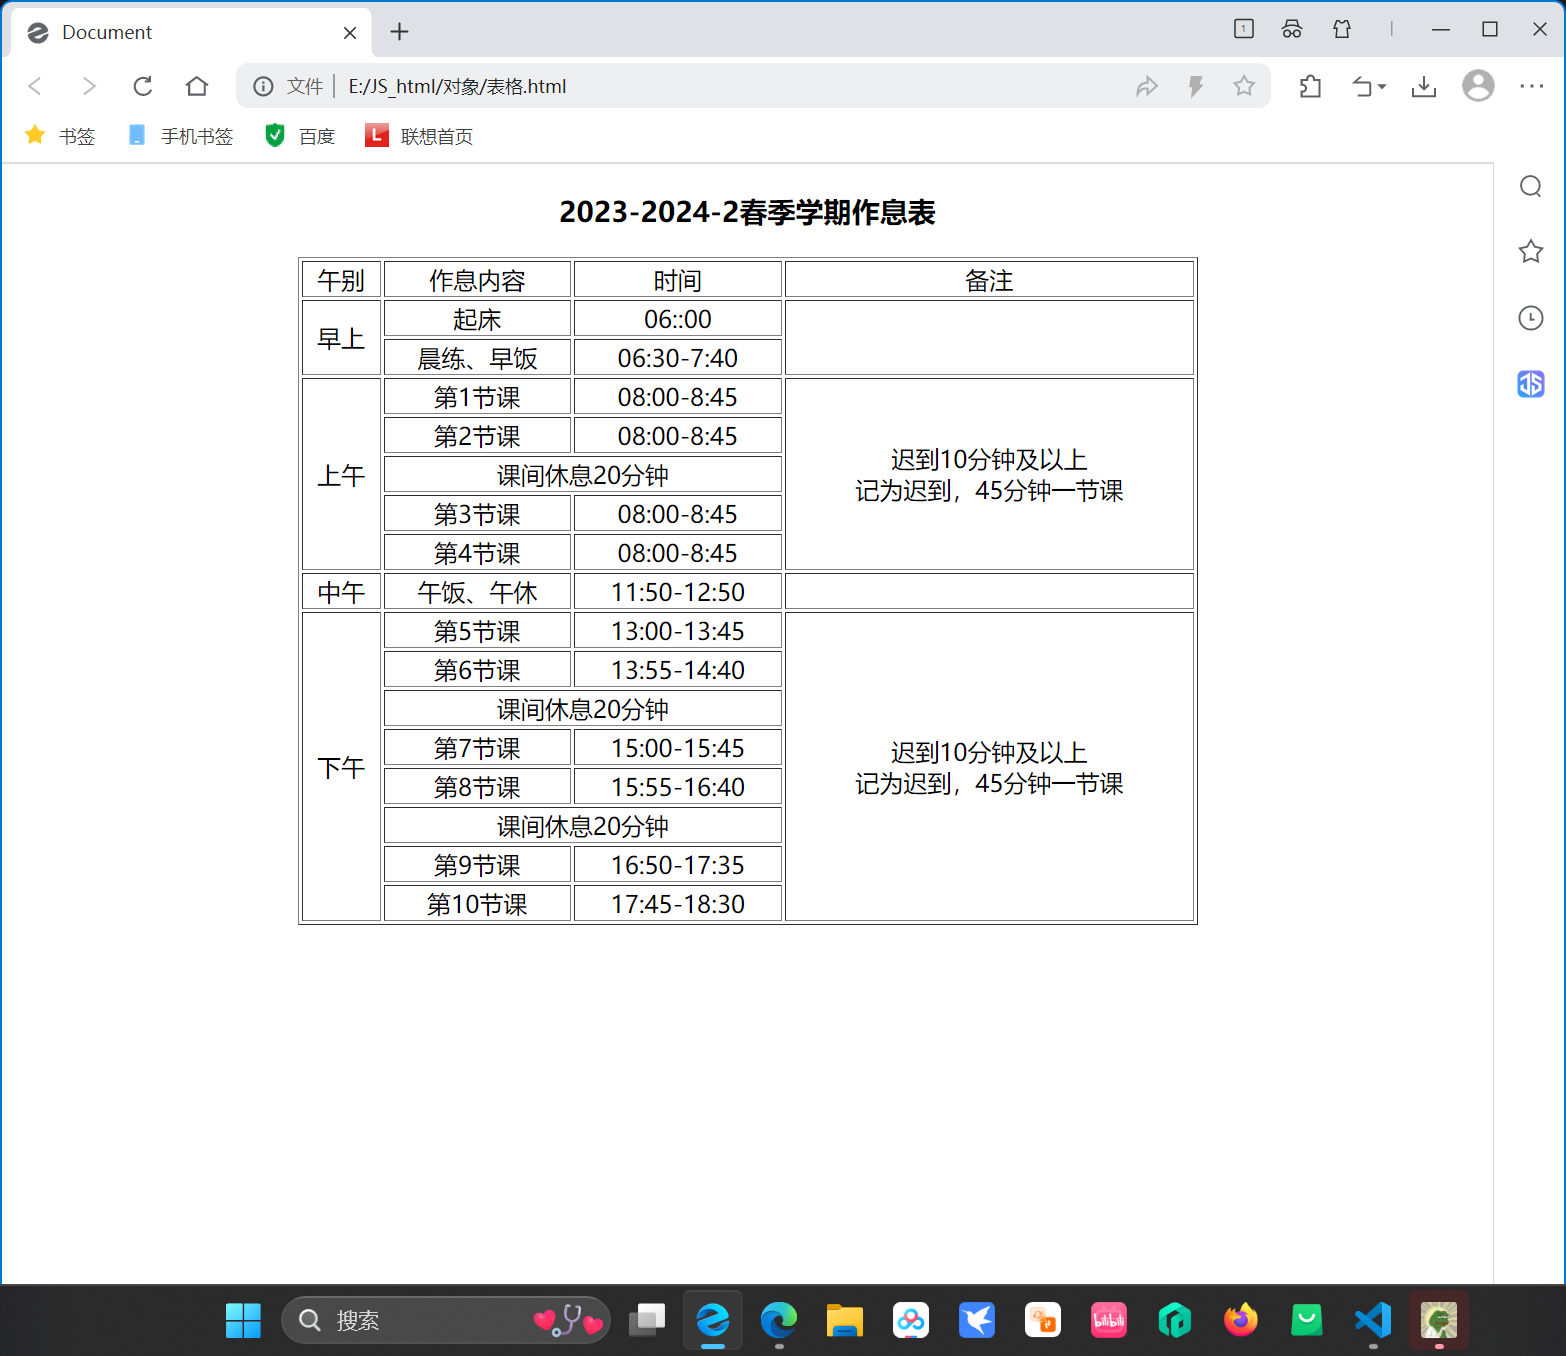 Document
1
文件 | E:/JS_html/对象/表格.html
书签 手机书签 百度 L 联想首页
2023-2024-2春季学期作息表
午别 作息内容 时间 备注
早上 起床 06::00
晨练、早饭 06:30-7:40
上午 第1节课 08:00-8:45
第2节课 08:00-8:45
课间休息20分钟
第3节课 08:00-8:45
第4节课 08:00-8:45
迟到10分钟及以上
记为迟到，45分钟一节课
中午 午饭、午休 11:50-12:50
下午 第5节课 13:00-13:45
第6节课 13:55-14:40
课间休息20分钟
第7节课 15:00-15:45
第8节课 15:55-16:40
课间休息20分钟
第9节课 16:50-17:35
第10节课 17:45-18:30
迟到10分钟及以上
记为迟到，45分钟一节课
JS
搜索
bilibili